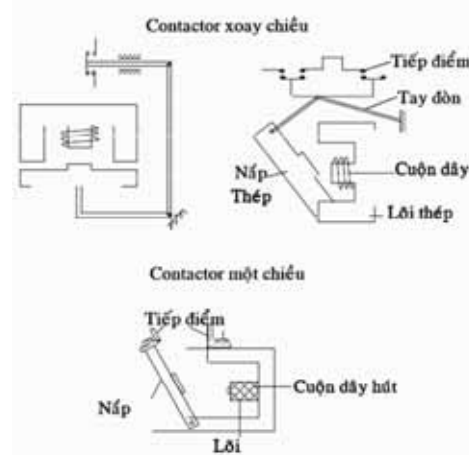 Contactor xoay chiều
Tiếp điểm
Tay đòn
Nắp
Thép
Cuộn dây
Lõi thép
Contactor một chiều
Tiếp điểm
Nắp
Cuộn dây hút
Lõi